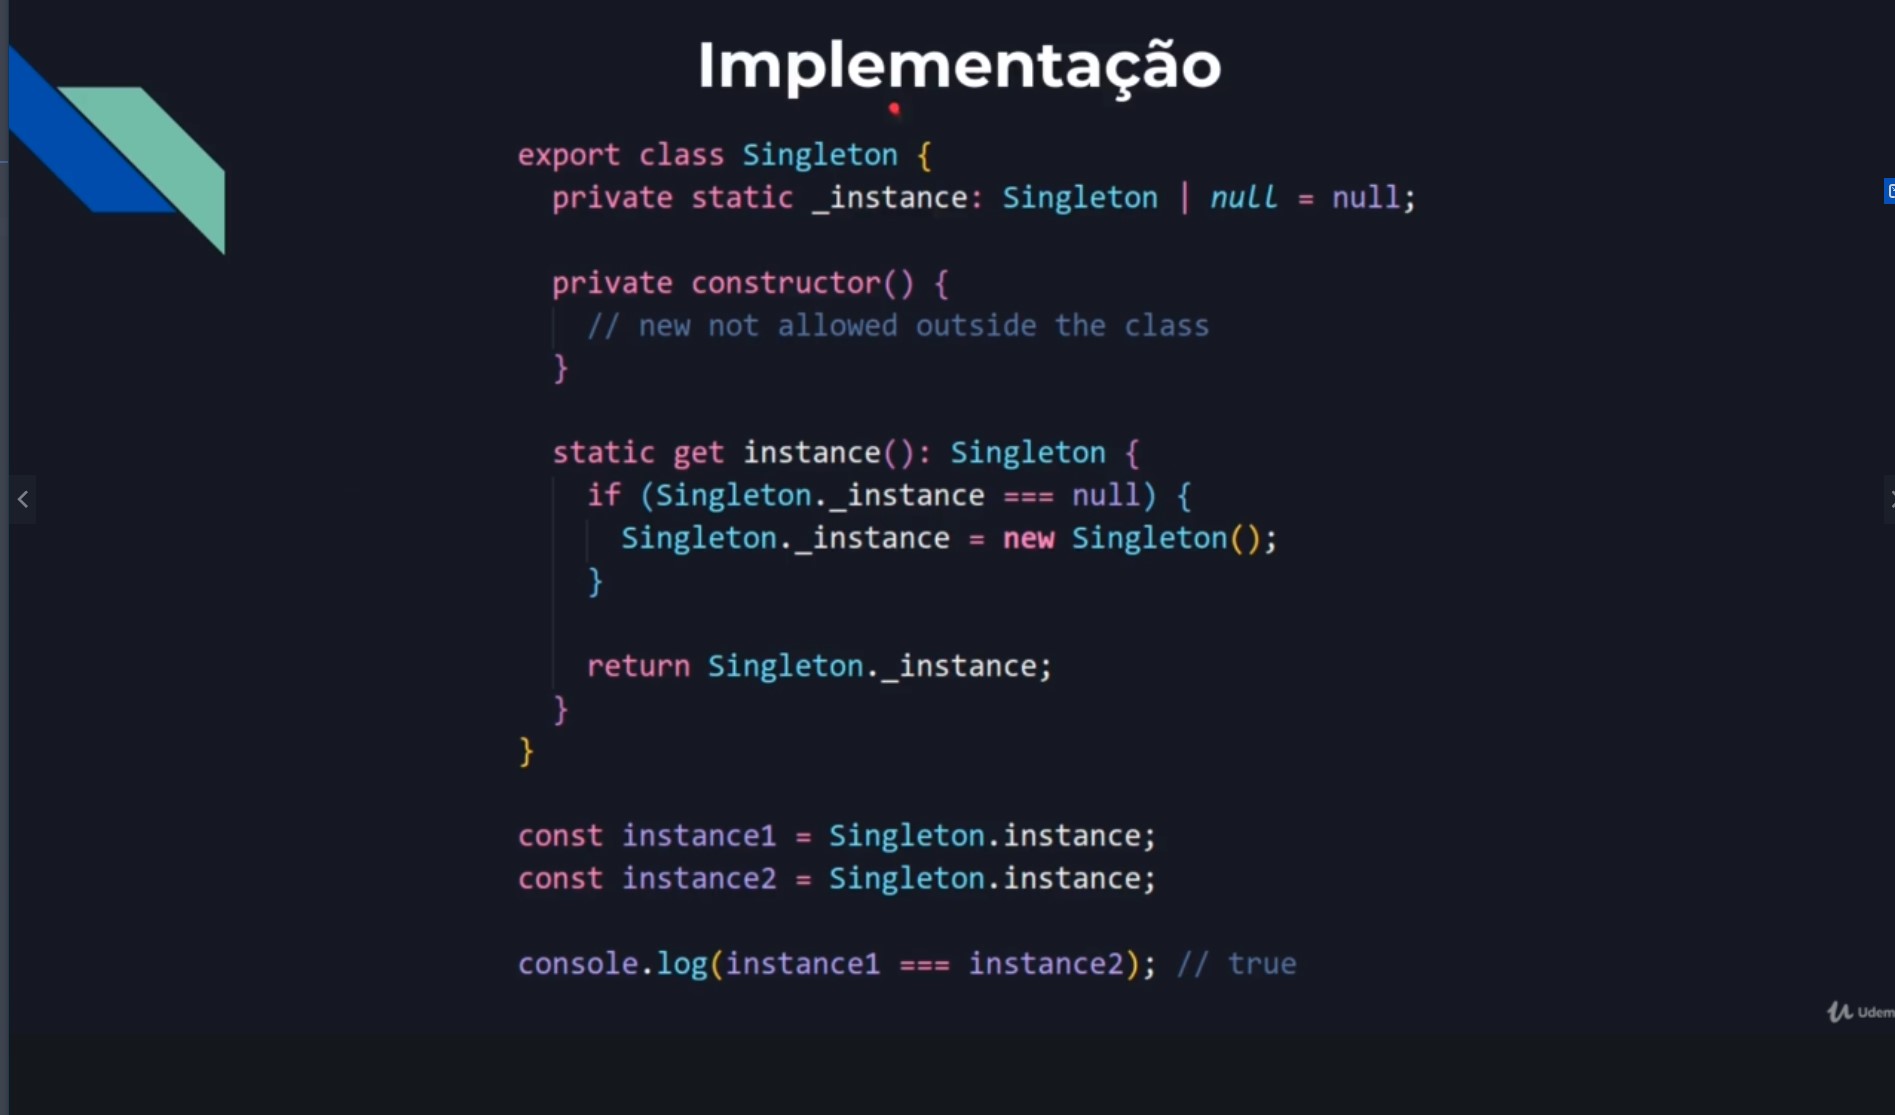 Implementação
export class Singleton {
  private static _instance: Singleton | null = null;

  private constructor() {
    // new not allowed outside the class
  }

  static get instance(): Singleton {
    if (Singleton._instance === null) {
      Singleton._instance = new Singleton();
    }

    return Singleton._instance;
  }
}

const instance1 = Singleton.instance;
const instance2 = Singleton.instance;

console.log(instance1 === instance2); // true
Udem